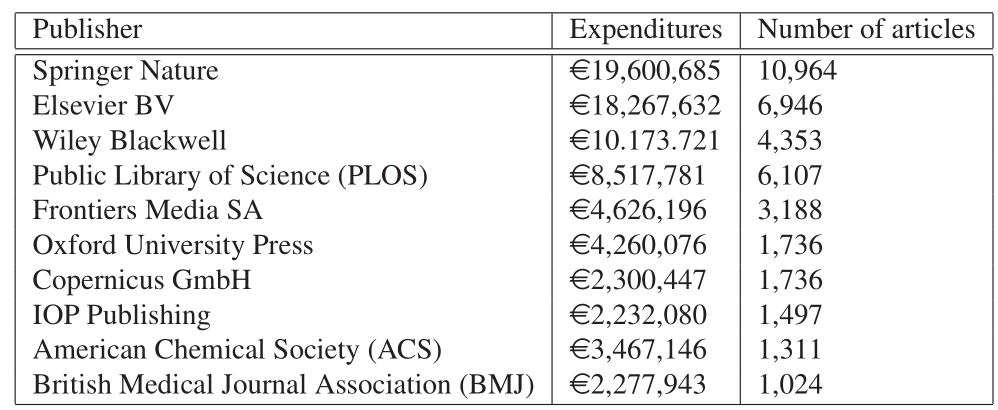 Publisher Expenditures Number of articles
Springer Nature €19,600,685 10,964
Elsevier BV €18,267,632 6,946
Wiley Blackwell €10.173.721 4,353
Public Library of Science (PLOS) €8,517,781 6,107
Frontiers Media SA €4,626,196 3,188
Oxford University Press €4,260,076 1,736
Copernicus GmbH €2,300,447 1,736
IOP Publishing €2,232,080 1,497
American Chemical Society (ACS) €3,467,146 1,311
British Medical Journal Association (BMJ) €2,277,943 1,024